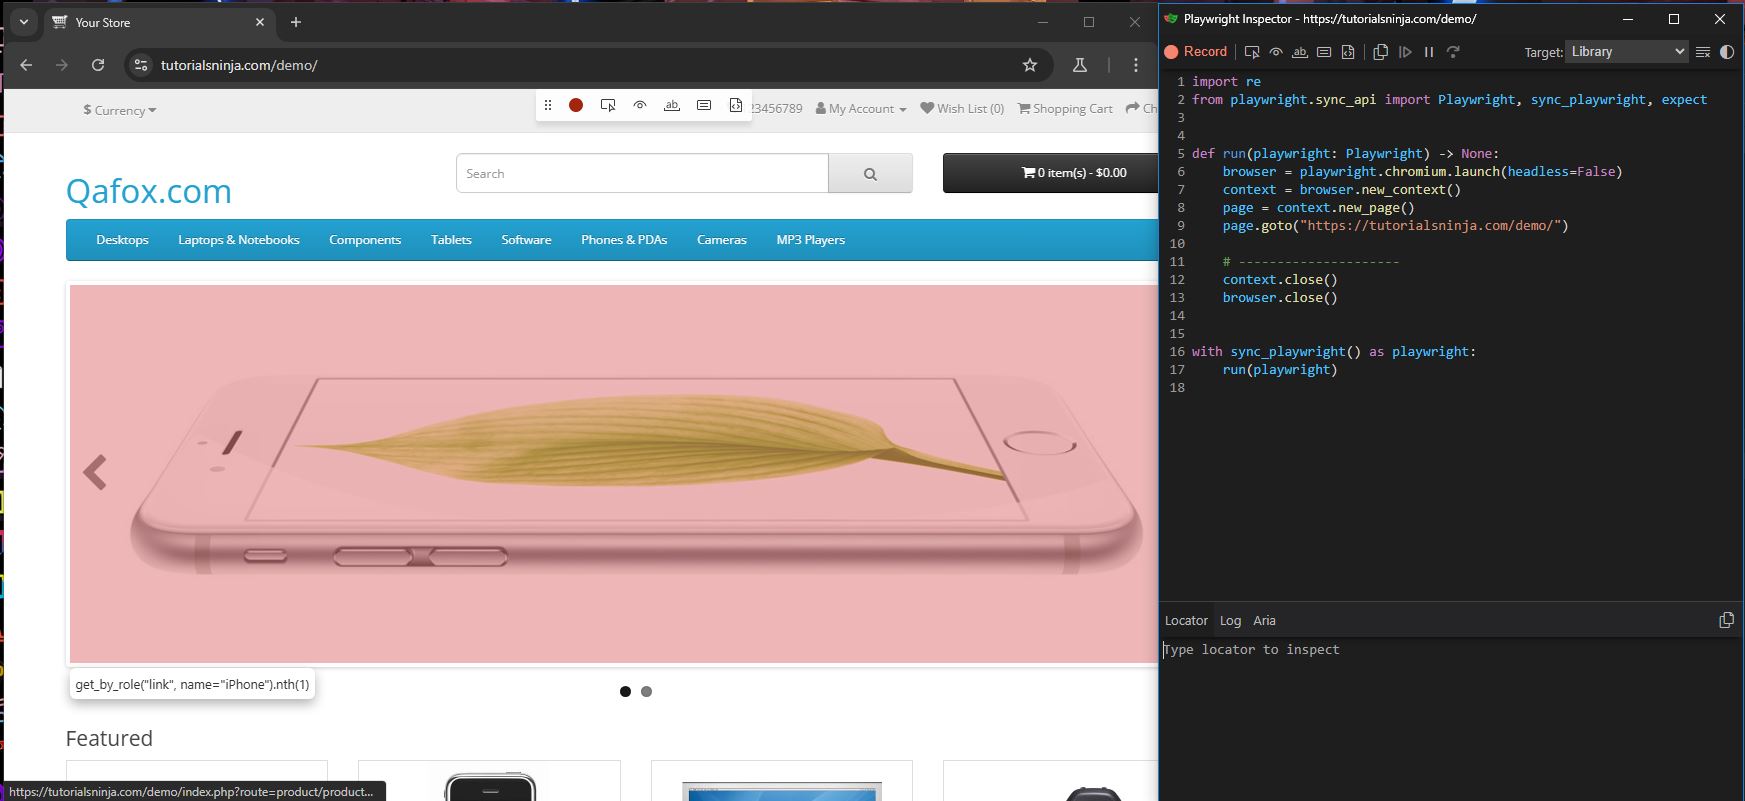 Your Store
tutorialsninja.com/demo/
$ Currency
23456789
My Account
Wish List (0)
Shopping Cart
Ch
Qafox.com
Search
0 item(s) - $0.00
Desktops
Laptops & Notebooks
Components
Tablets
Software
Phones & PDAs
Cameras
MP3 Players
get_by_role("link", name="iPhone").nth(1)
Featured
https://tutorialsninja.com/demo/index.php?route=product/product...
Playwright Inspector - https://tutorialsninja.com/demo/
Record
ab
Target:
Library
1 import re
2 from playwright.sync_api import Playwright, sync_playwright, expect
3
4
5 def run(playwright: Playwright) -> None:
6     browser = playwright.chromium.launch(headless=False)
7     context = browser.new_context()
8     page = context.new_page()
9     page.goto("https://tutorialsninja.com/demo/")
10
11     # ---------------------
12     context.close()
13     browser.close()
14
15
16 with sync_playwright() as playwright:
17     run(playwright)
18
Locator
Log
Aria
Type locator to inspect